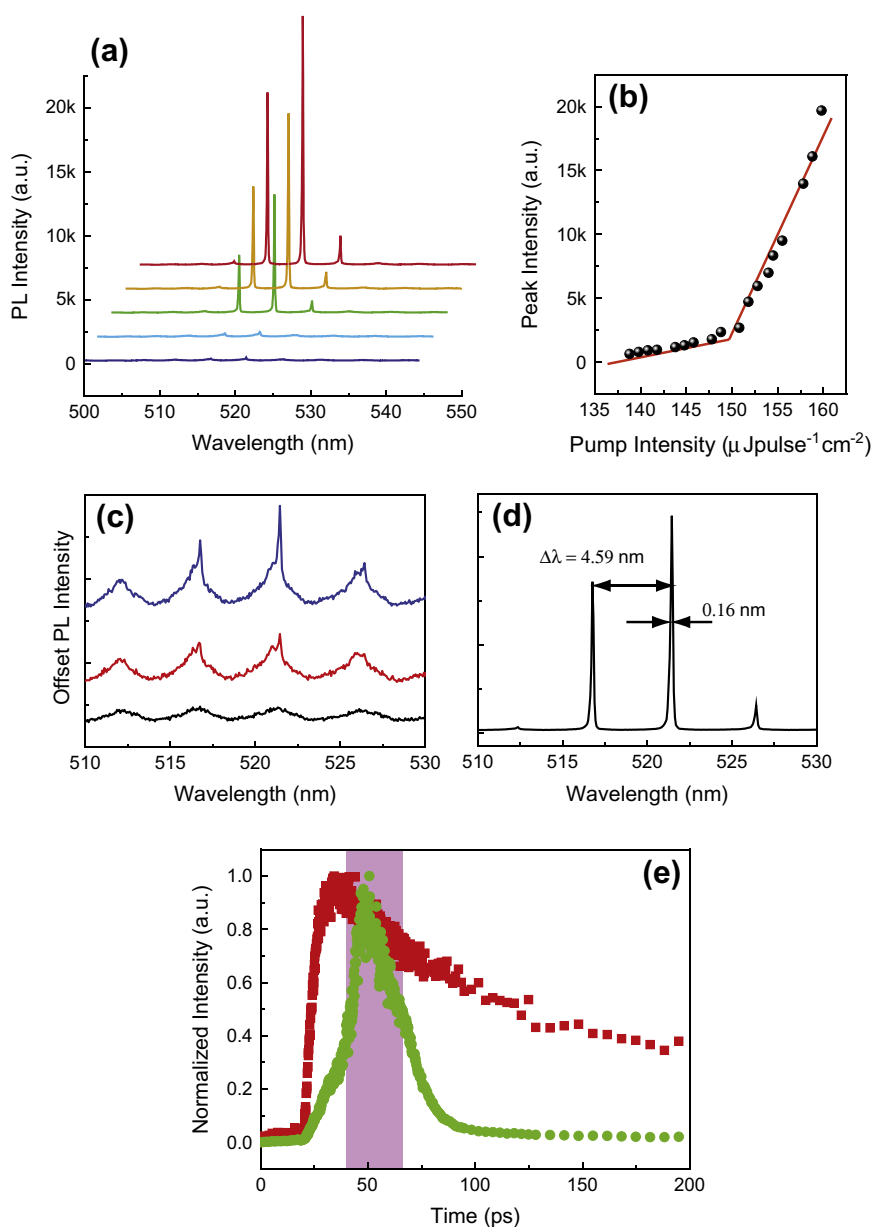 (a)
PL Intensity (a.u.)
20k
15k
10k
5k
0
500 510 520 530 540 550
Wavelength (nm)
(b)
Peak Intensity (a.u.)
20k
15k
10k
5k
0
135 140 145 150 155 160
Pump Intensity (μ Jpulse⁻¹cm⁻²)
(c)
Offset PL Intensity
510 515 520 525 530
Wavelength (nm)
(d)
Δλ = 4.59 nm
0.16 nm
510 515 520 525 530
Wavelength (nm)
(e)
Normalized Intensity (a.u.)
1.0
0.8
0.6
0.4
0.2
0.0
0 50 100 150 200
Time (ps)